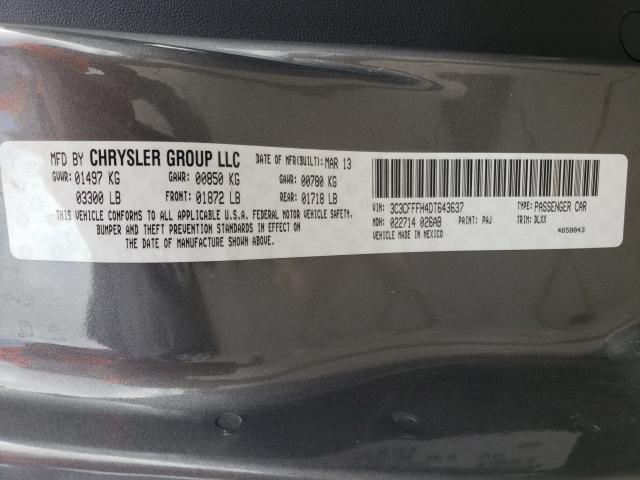 MFD BY CHRYSLER GROUP LLC DATE OF MFR(BUILT): MAR 13
GVWR: 01497 KG GAWR: 00850 KG GAWR: 00780 KG
03300 LB FRONT: 01872 LB REAR: 01718 LB
THIS VEHICLE CONFORMS TO ALL APPLICABLE U.S.A. FEDERAL MOTOR VEHICLE SAFETY,
BUMPER AND THEFT PREVENTION STANDARDS IN EFFECT ON
THE DATE OF MANUFACTURE SHOWN ABOVE.
VIN: 3C3CFFFH4DT643637 TYPE: PASSENGER CAR
MDH: 022714 026AB PAINT: PAJ TRIM: DLXX
VEHICLE MADE IN MEXICO 4658843